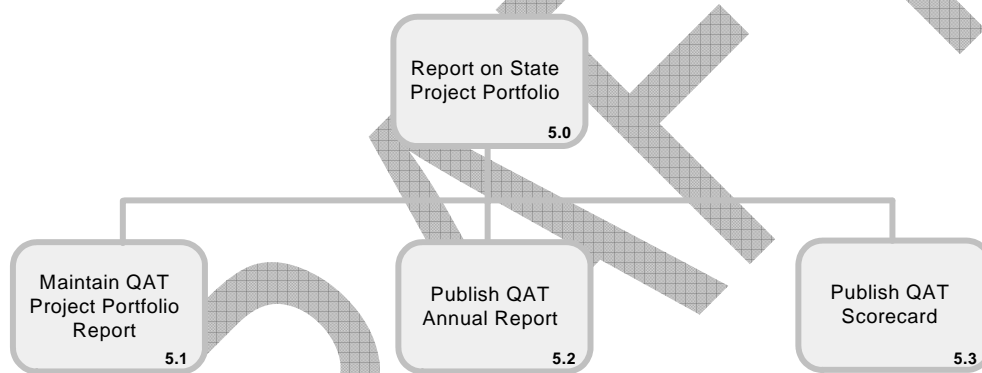 Report on State
Project Portfolio
5.0
Maintain QAT
Project Portfolio
Report
5.1
Publish QAT
Annual Report
5.2
Publish QAT
Scorecard
5.3